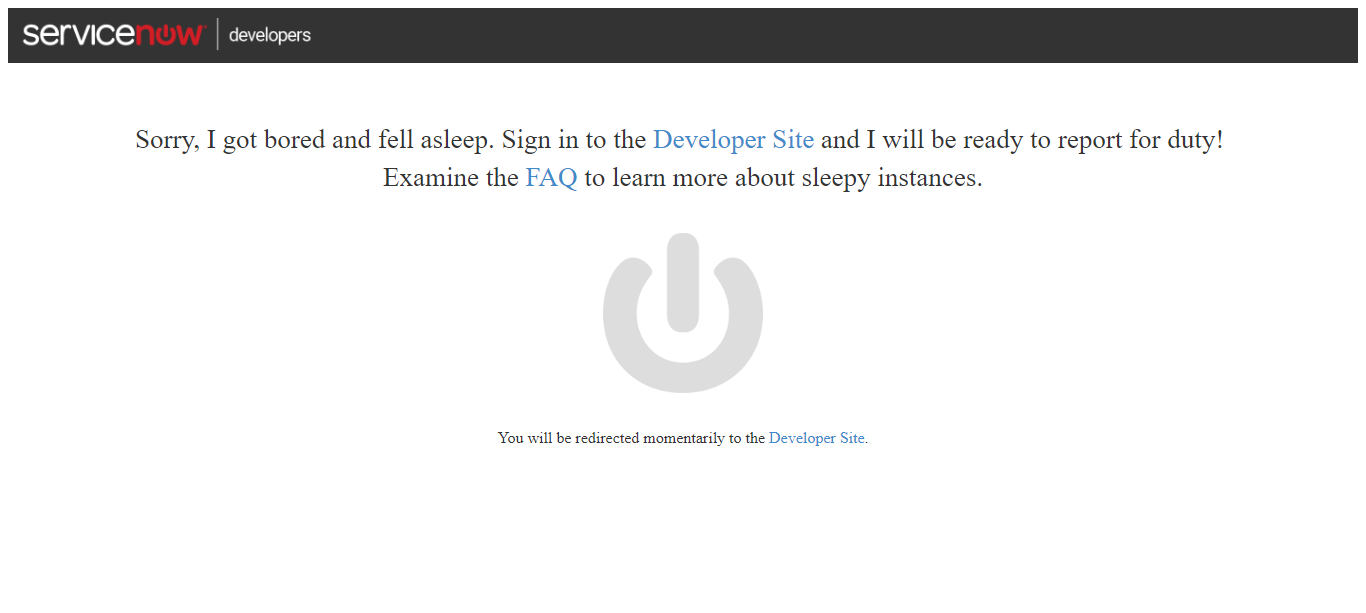 servicenow developers
Sorry, I got bored and fell asleep. Sign in to the Developer Site and I will be ready to report for duty!
Examine the FAQ to learn more about sleepy instances.
You will be redirected momentarily to the Developer Site.